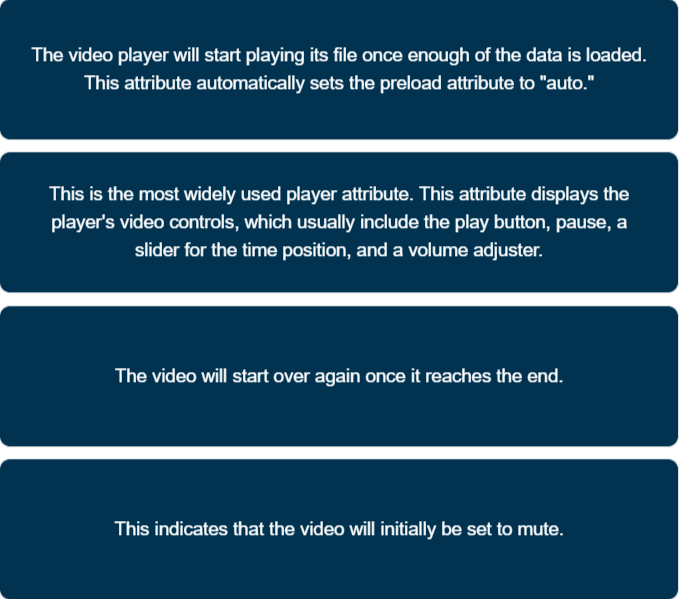 The video player will start playing its file once enough of the data is loaded.
This attribute automatically sets the preload attribute to "auto."
This is the most widely used player attribute. This attribute displays the
player's video controls, which usually include the play button, pause, a
slider for the time position, and a volume adjuster.
The video will start over again once it reaches the end.
This indicates that the video will initially be set to mute.